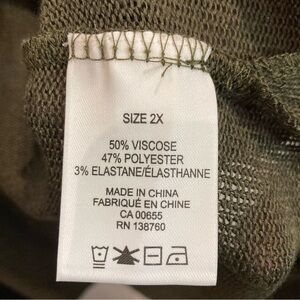 SIZE 2X
50% VISCOSE
47% POLYESTER
3% ELASTANE/ÉLASTHANNE
MADE IN CHINA
FABRIQUÉ EN CHINE
CA 00655
RN 138760